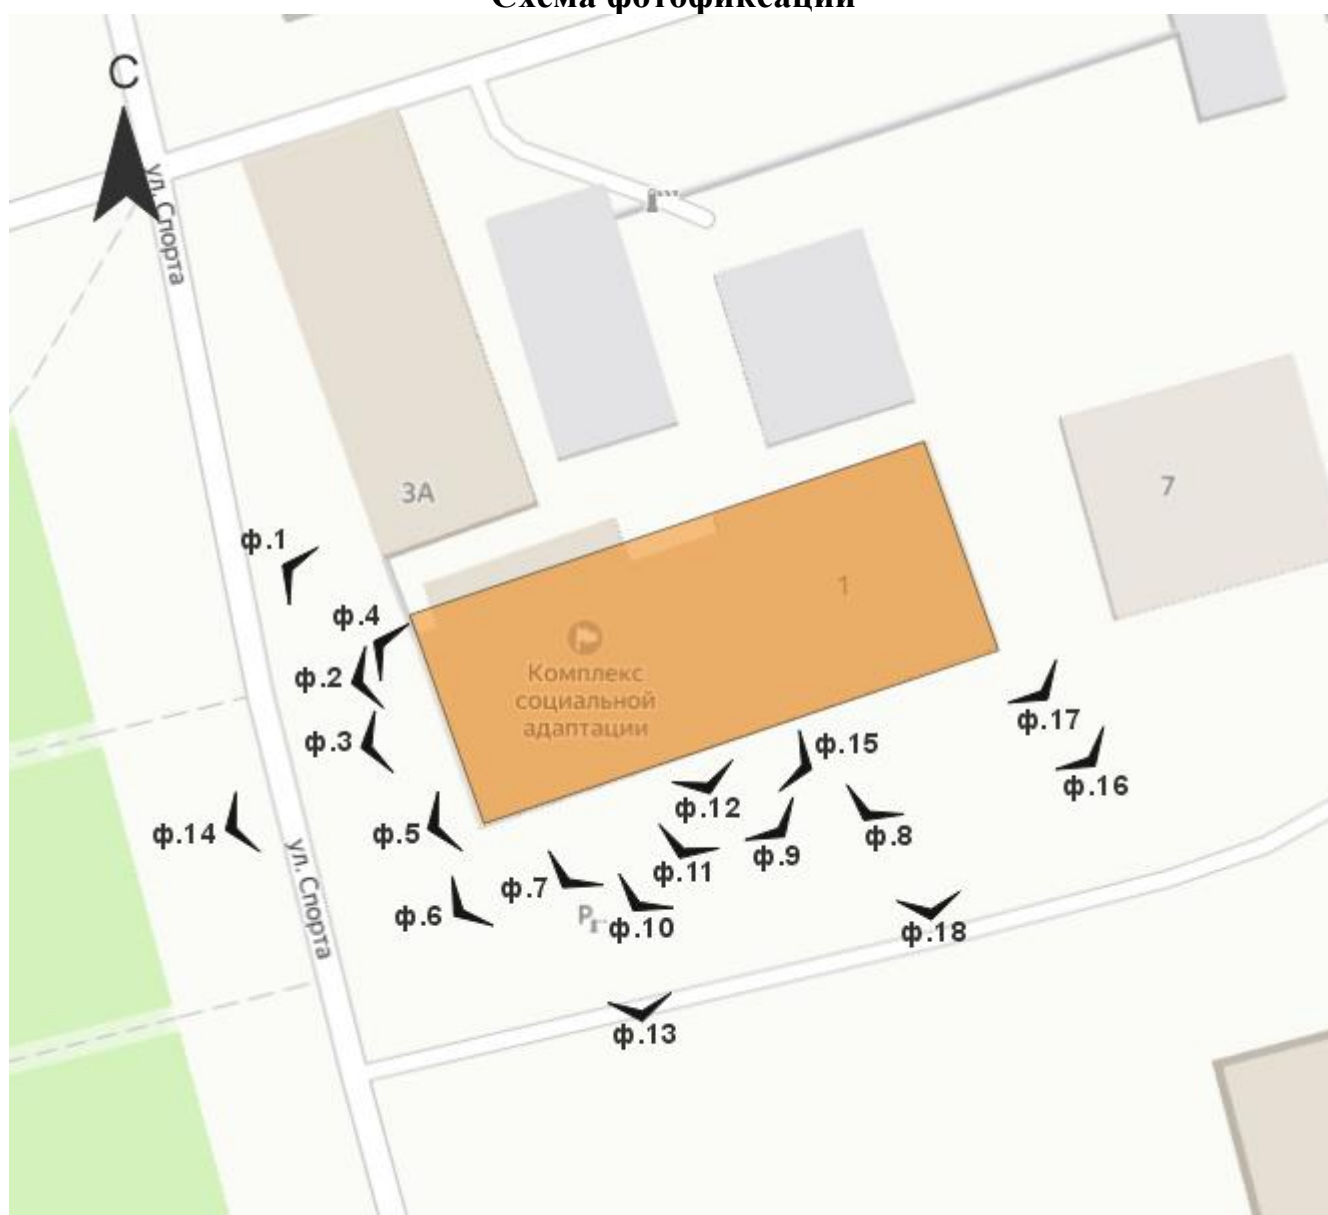 Схема фотофиксации
С
ул. Спорта
3А
7
ф.1
1
ф.4
Комплекс
социальной
адаптации
ф.2
ф.3
ф.17
ф.15
ф.16
ф.12
ф.14
ф.5
ф.8
ф.9
ф.11
ул. Спорта
ф.7
ф.6
P
ф.10
ф.18
ф.13